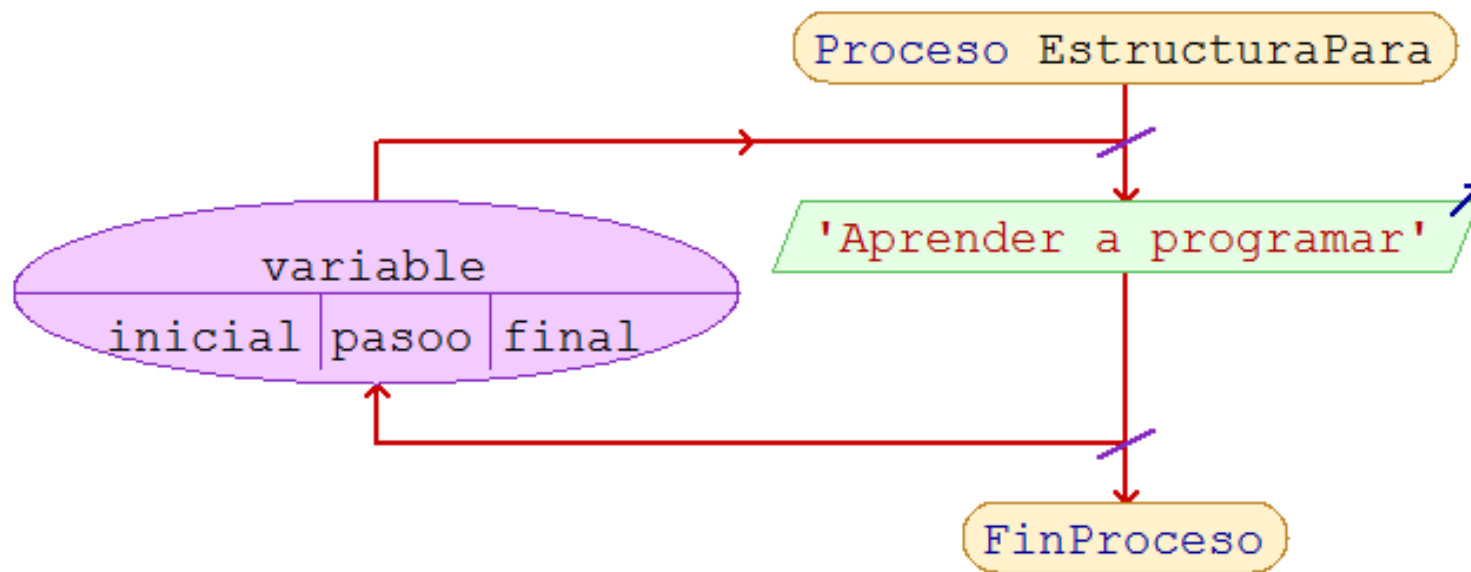 Proceso EstructuraPara
'Aprender a programar'
variable
inicial pasoo final
FinProceso